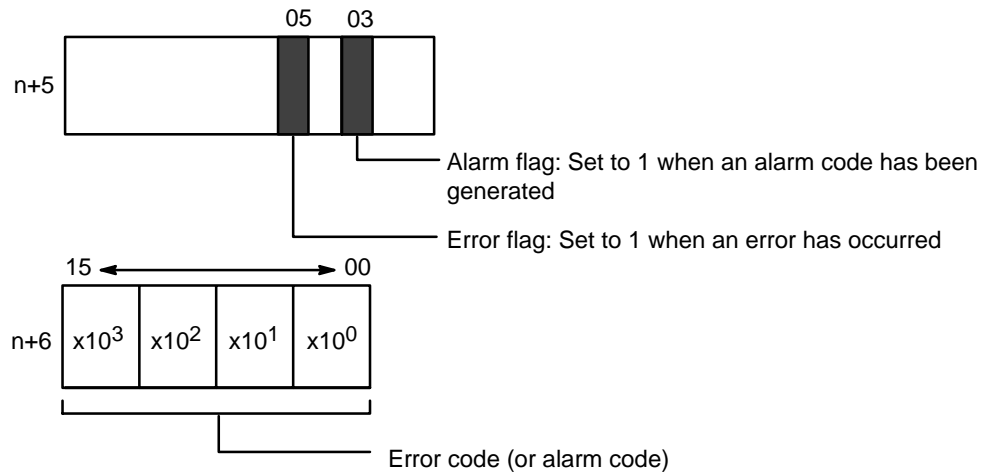 05 03
n+5
Alarm flag: Set to 1 when an alarm code has been
generated
Error flag: Set to 1 when an error has occurred
15 00
n+6 x10³ x10² x10¹ x10⁰
Error code (or alarm code)